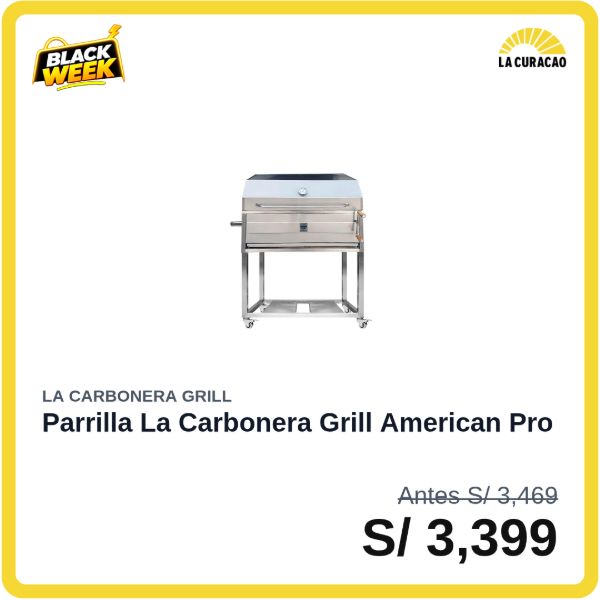 BLACK
WEEK
LA CURACAO
LA CARBONERA GRILL
Parrilla La Carbonera Grill American Pro
Antes S/ 3,469
S/ 3,399